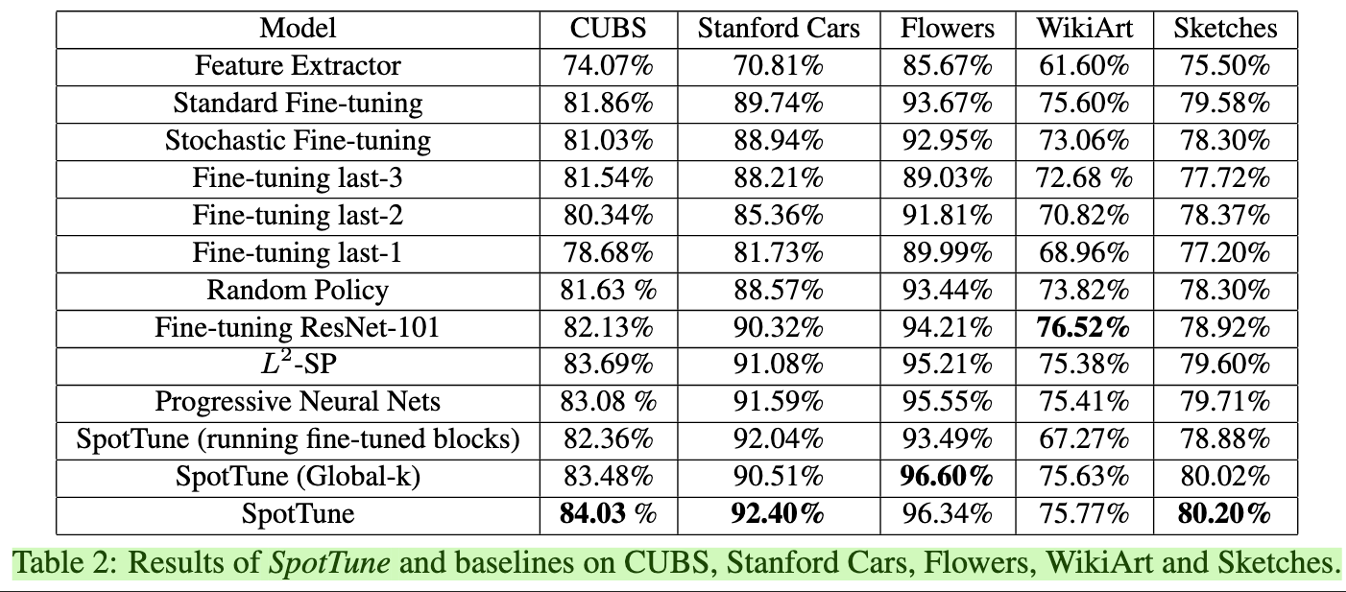 Model CUBS Stanford Cars Flowers WikiArt Sketches
Feature Extractor 74.07% 70.81% 85.67% 61.60% 75.50%
Standard Fine-tuning 81.86% 89.74% 93.67% 75.60% 79.58%
Stochastic Fine-tuning 81.03% 88.94% 92.95% 73.06% 78.30%
Fine-tuning last-3 81.54% 88.21% 89.03% 72.68 % 77.72%
Fine-tuning last-2 80.34% 85.36% 91.81% 70.82% 78.37%
Fine-tuning last-1 78.68% 81.73% 89.99% 68.96% 77.20%
Random Policy 81.63 % 88.57% 93.44% 73.82% 78.30%
Fine-tuning ResNet-101 82.13% 90.32% 94.21% 76.52% 78.92%
L²-SP 83.69% 91.08% 95.21% 75.38% 79.60%
Progressive Neural Nets 83.08 % 91.59% 95.55% 75.41% 79.71%
SpotTune (running fine-tuned blocks) 82.36% 92.04% 93.49% 67.27% 78.88%
SpotTune (Global-k) 83.48% 90.51% 96.60% 75.63% 80.02%
SpotTune 84.03 % 92.40% 96.34% 75.77% 80.20%
Table 2: Results of SpotTune and baselines on CUBS, Stanford Cars, Flowers, WikiArt and Sketches.